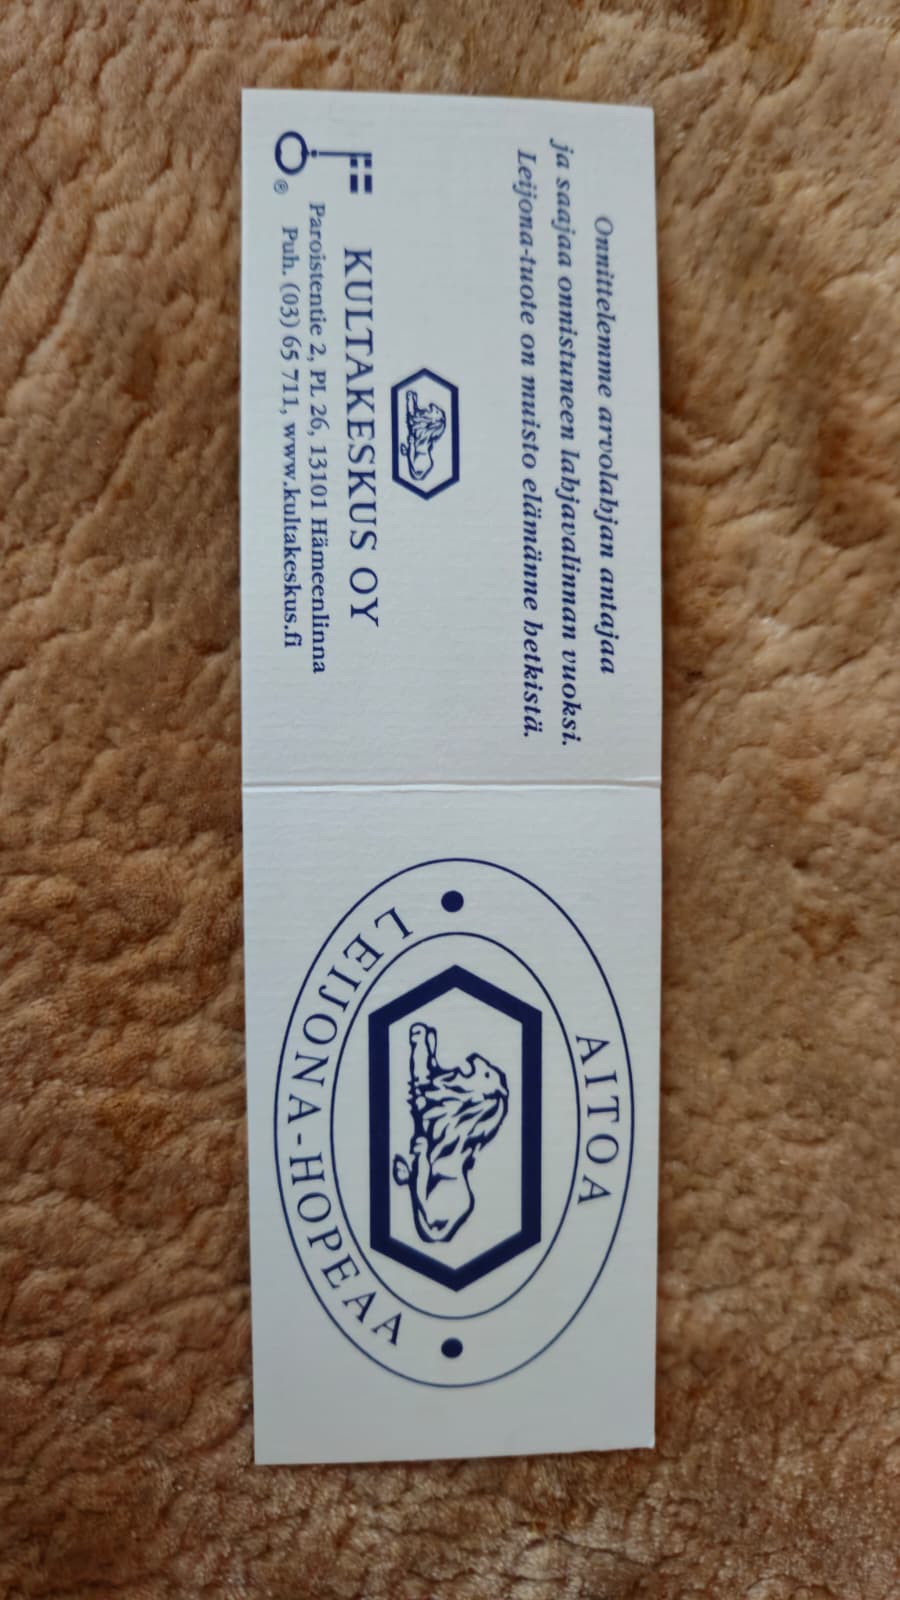 Onnittelemme arvolahjan antajaa
ja saajaa onnistuneen lahjavalinnan vuoksi.
Leijona-tuote on muisto elämänne hetkistä.
KULTAKESKUS OY
Paroistentie 2, PL 26, 13101 Hämeenlinna
Puh. (03) 65 711, www.kultakeskus.fi
®
AITOA
LEIJONA-HOPEAA